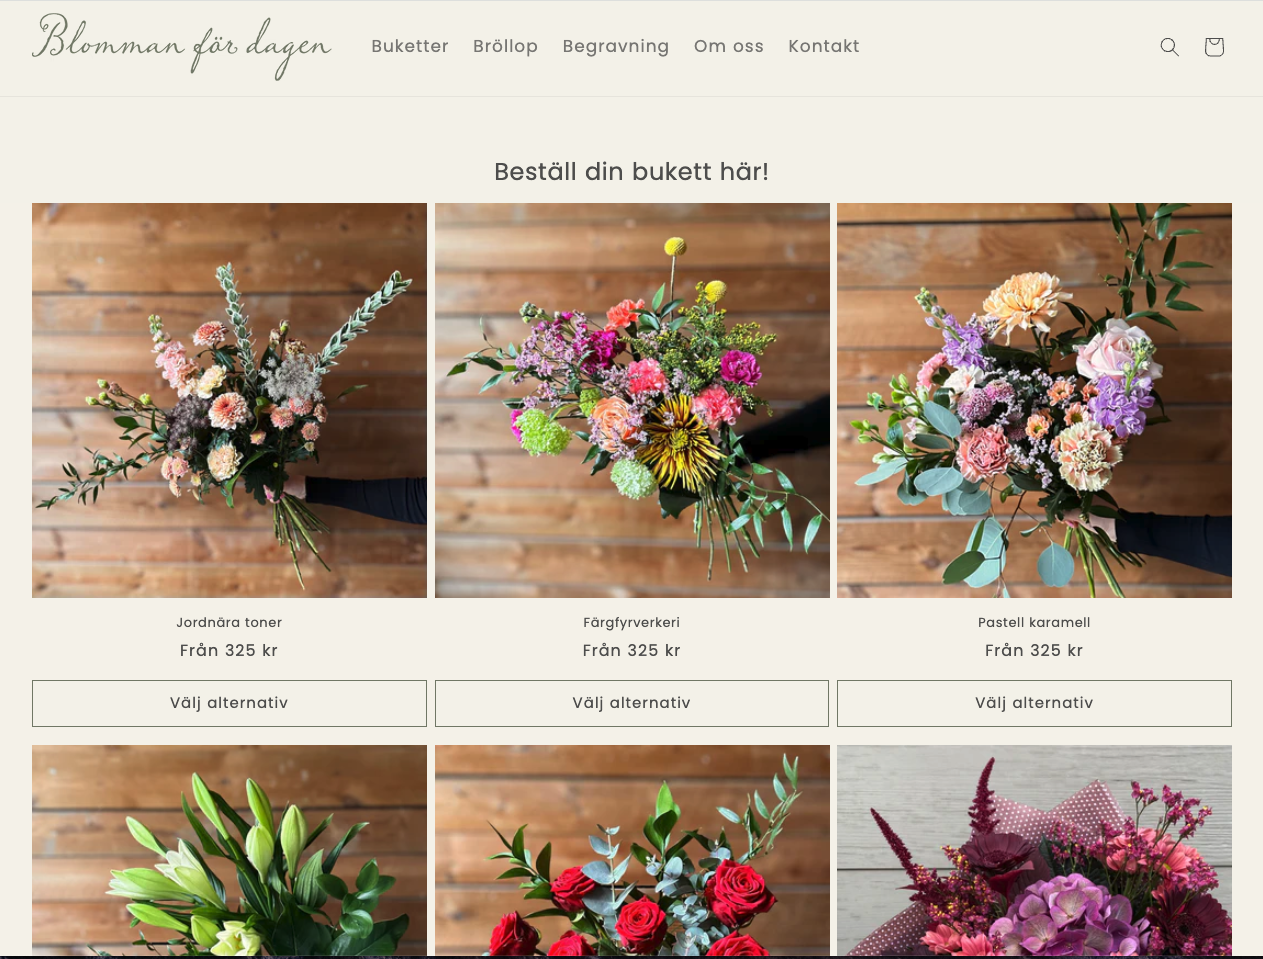 Blomman för dagen
Buketter Bröllop Begravning Om oss Kontakt
Beställ din bukett här!
Jordnära toner
Från 325 kr
Välj alternativ
Färgfyrverkeri
Från 325 kr
Välj alternativ
Pastell karamell
Från 325 kr
Välj alternativ